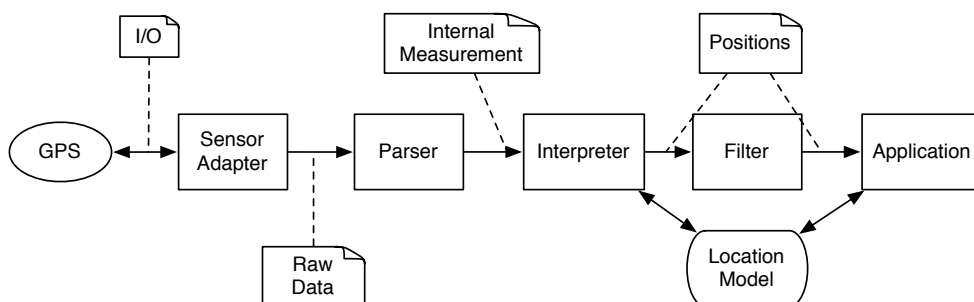 I/O
Internal
Measurement
Positions
GPS
Sensor
Adapter
Parser
Interpreter
Filter
Application
Raw
Data
Location
Model